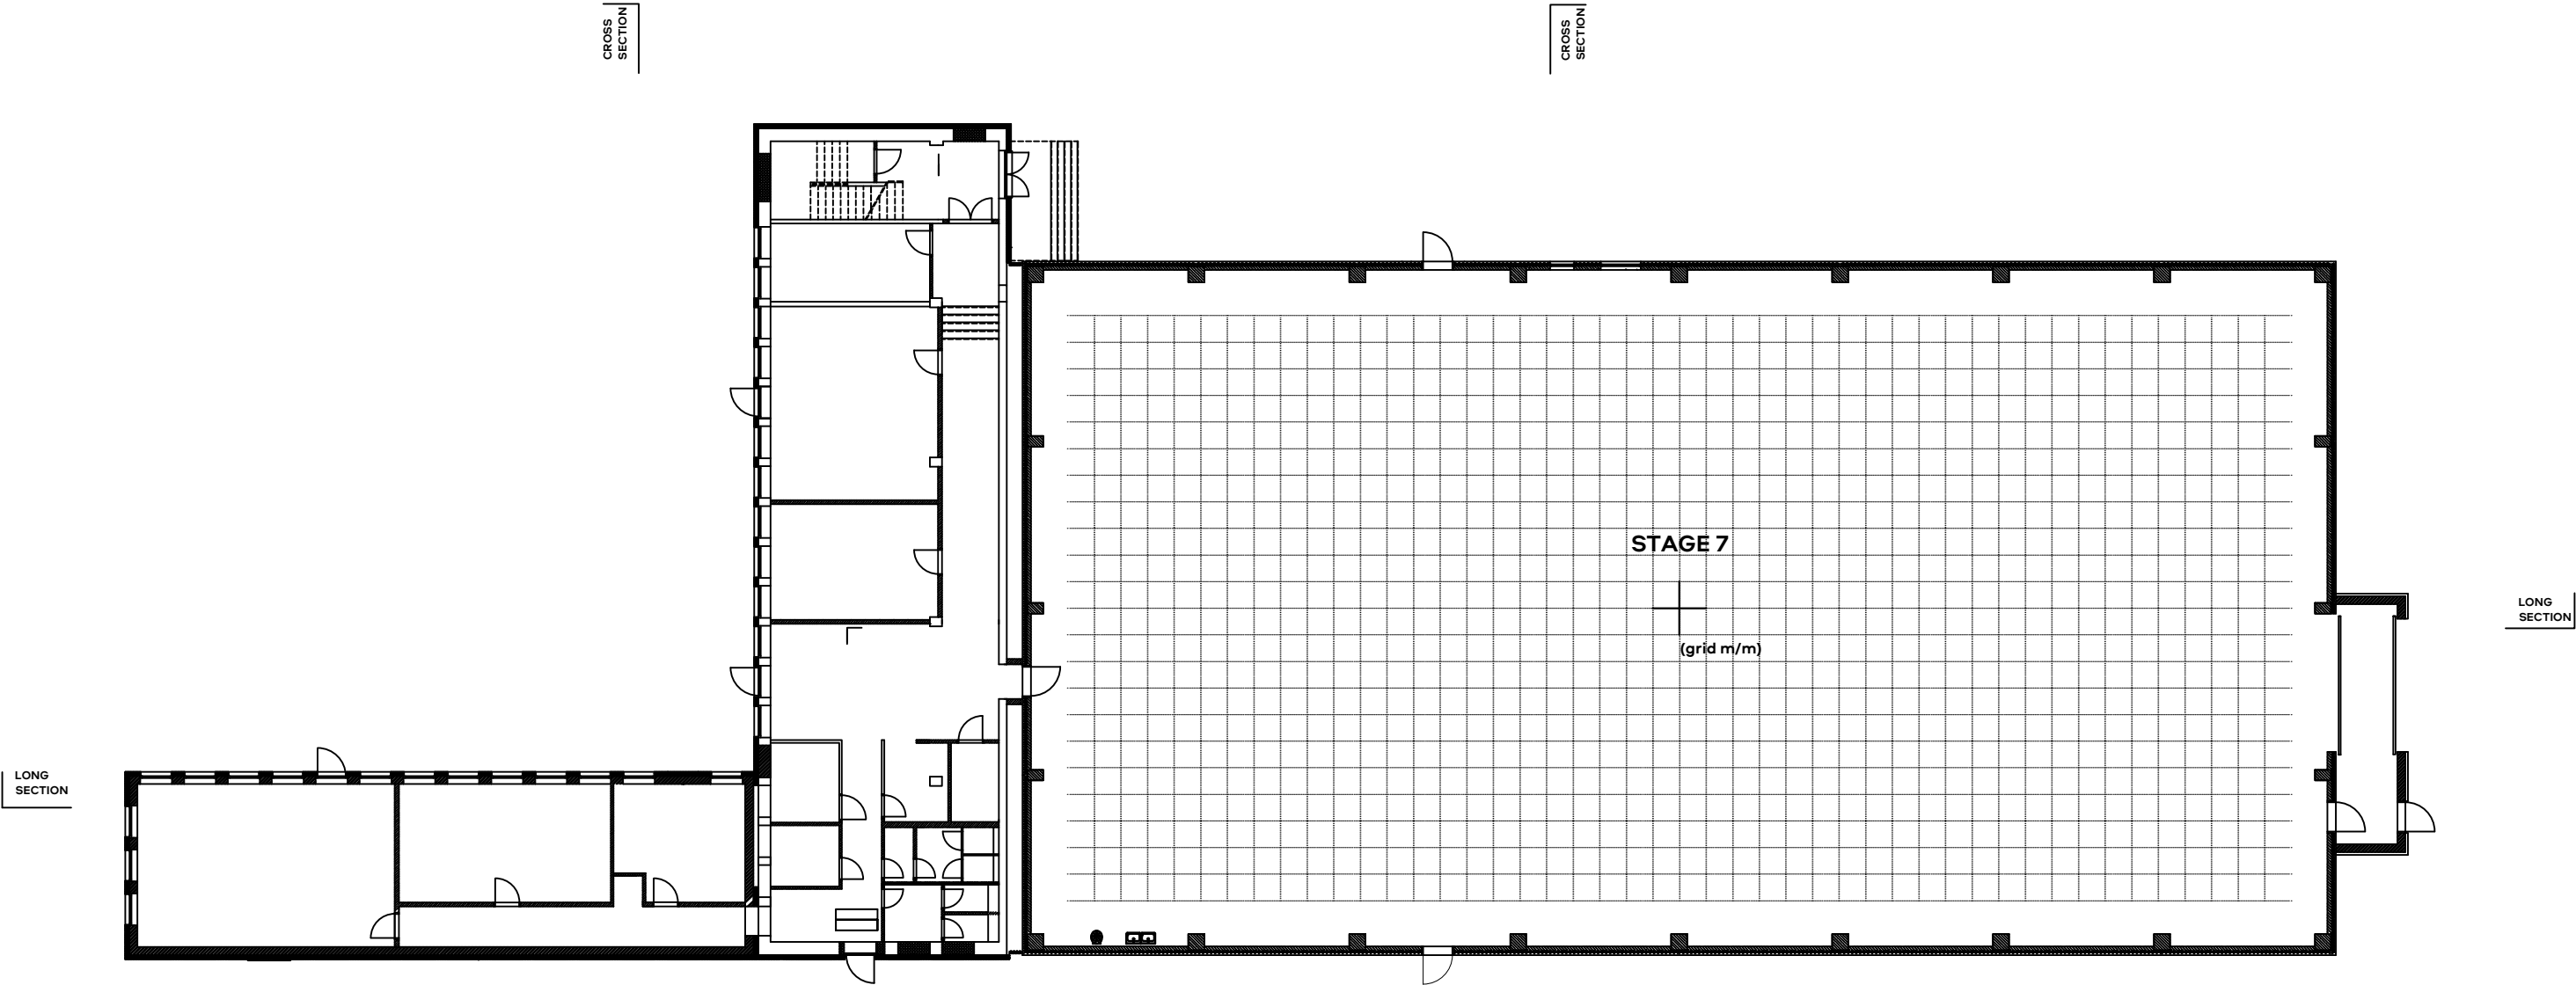 CROSS
SECTION
CROSS
SECTION
STAGE 7
(grid m/m)
LONG
SECTION
LONG
SECTION